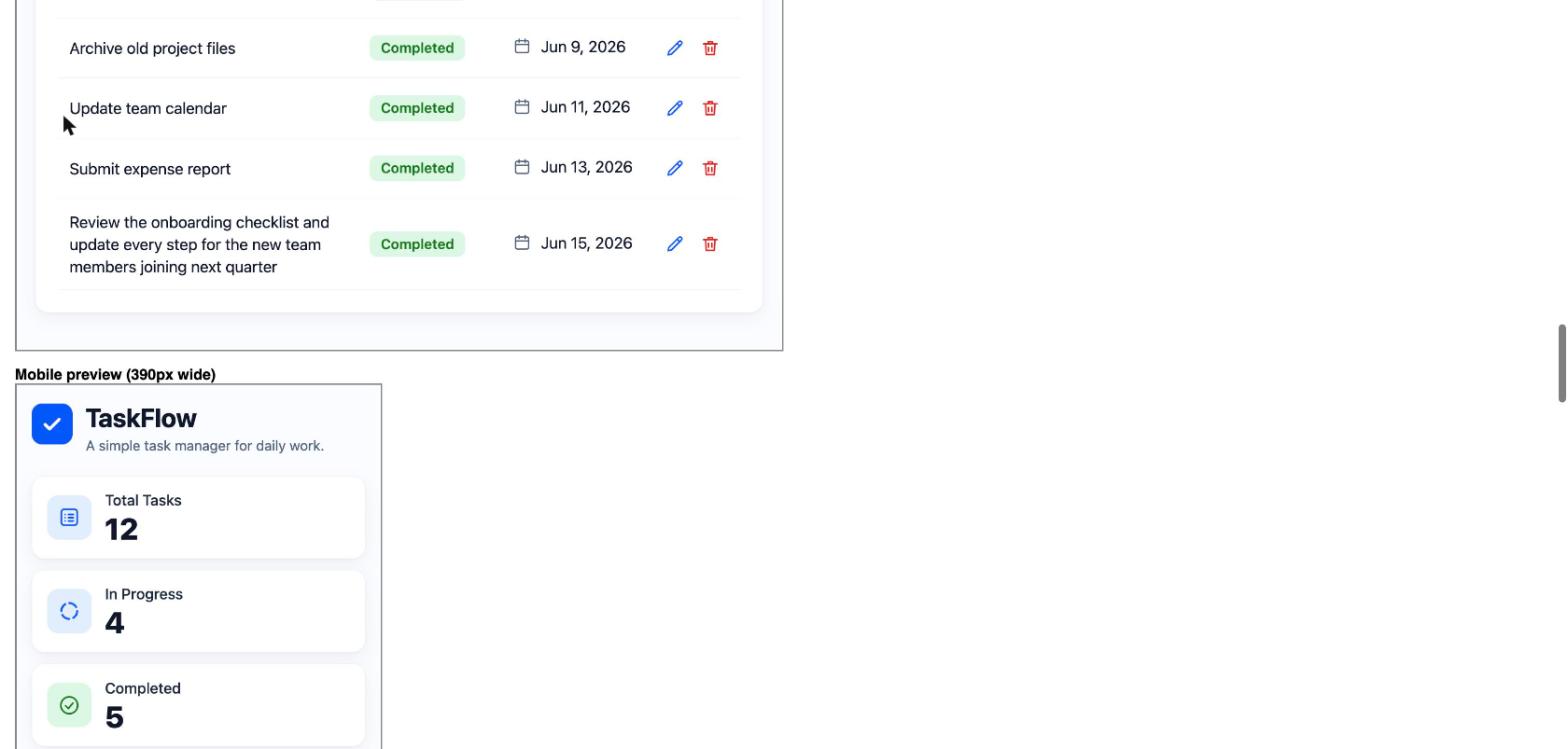 Archive old project files Completed Jun 9, 2026
Update team calendar Completed Jun 11, 2026
Submit expense report Completed Jun 13, 2026
Review the onboarding checklist and
update every step for the new team Completed Jun 15, 2026
members joining next quarter
Mobile preview (390px wide)
TaskFlow
A simple task manager for daily work.
Total Tasks
12
In Progress
4
Completed
5